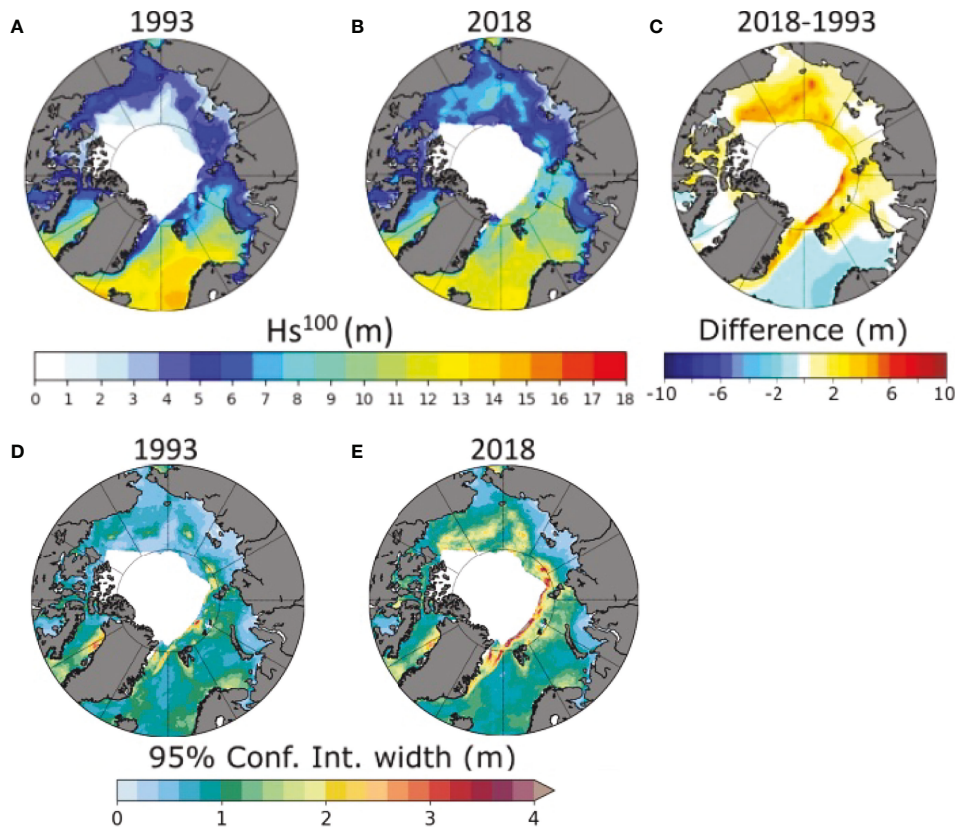 A 1993 B 2018 C 2018-1993
Hs¹⁰⁰ (m) Difference (m)
0 1 2 3 4 5 6 7 8 9 10 11 12 13 14 15 16 17 18 -10 -6 -2 2 6 10
D 1993 E 2018
95% Conf. Int. width (m)
0 1 2 3 4